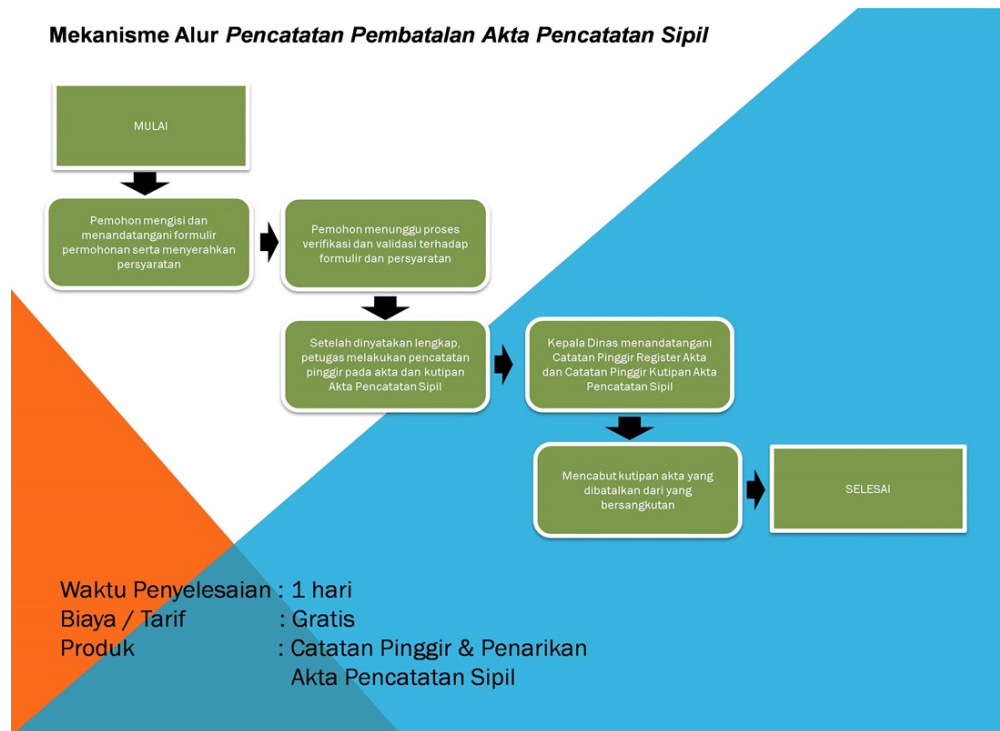 Mekanisme Alur Pencatatan Pembatalan Akta Pencatatan Sipil
MULAI
Pemohon mengisi dan
menandatangani formulir
permohonan serta menyerahkan
persyaratan
Pemohon menunggu proses
verifikasi dan validasi terhadap
formulir dan persyaratan
Setelah dinyatakan lengkap,
petugas melakukan pencatatan
pinggir pada akta dan kutipan
Akta Pencatatan Sipil
Kepala Dinas menandatangani
Catatan Pinggir Register Akta
dan Catatan Pinggir Kutipan Akta
Pencatatan Sipil
Mencabut kutipan akta yang
dibatalkan dari yang
bersangkutan
SELESAI
Waktu Penyelesaian : 1 hari
Biaya / Tarif : Gratis
Produk : Catatan Pinggir & Penarikan
Akta Pencatatan Sipil